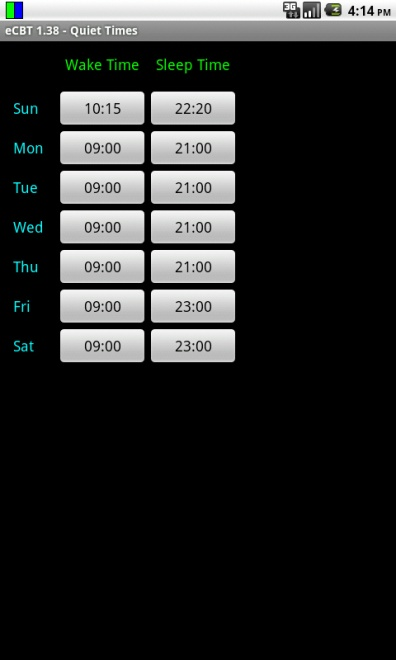 3G 4:14 PM
eCBT 1.38 - Quiet Times
Wake Time Sleep Time
Sun 10:15 22:20
Mon 09:00 21:00
Tue 09:00 21:00
Wed 09:00 21:00
Thu 09:00 21:00
Fri 09:00 23:00
Sat 09:00 23:00